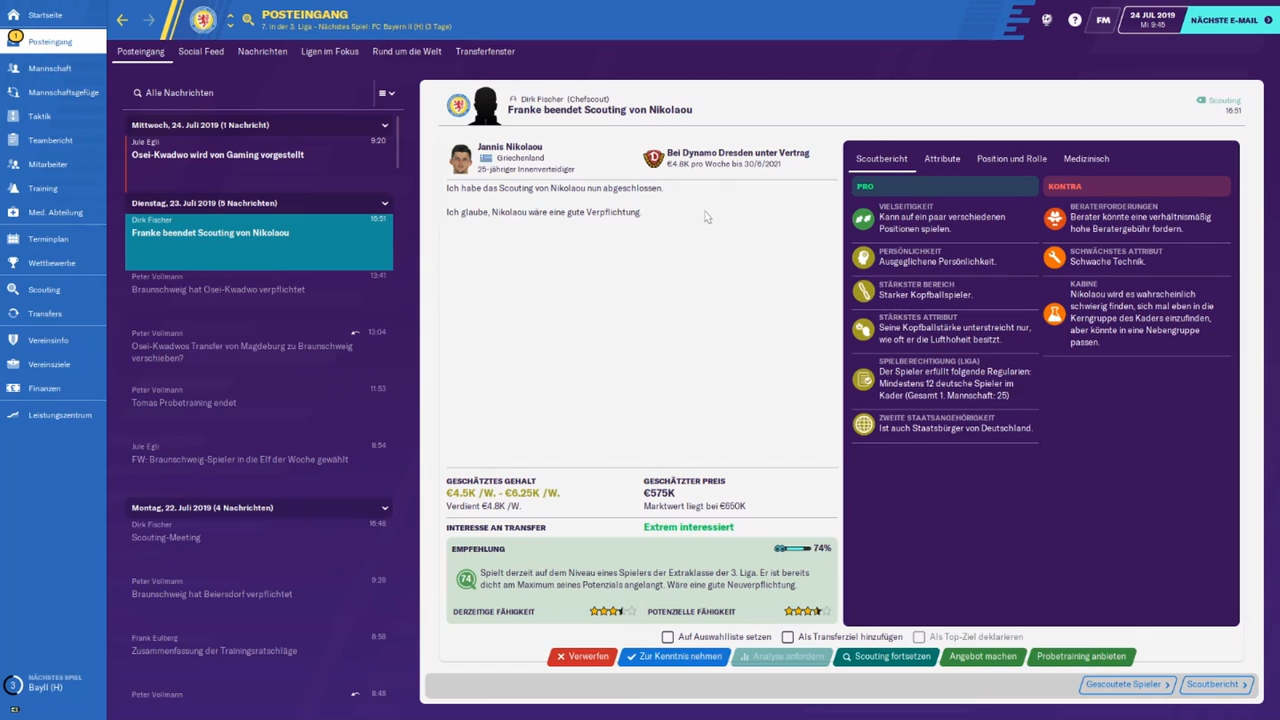 Startseite
1
Posteingang
Mannschaft
Mannschaftsgefüge
Taktik
Teambericht
Mitarbeiter
Training
Med. Abteilung
Terminplan
Wettbewerbe
Scouting
Transfers
Vereinsinfo
Vereinsziele
Finanzen
Leistungszentrum
3
NÄCHSTES SPIEL
BayII (H)
POSTEINGANG
7. in der 3. Liga - Nächstes Spiel: FC Bayern II (H) (3 Tage)
?
FM
24 JUL 2019
Mi 9:45
NÄCHSTE E-MAIL
Posteingang
Social Feed
Nachrichten
Ligen im Fokus
Rund um die Welt
Transferfenster
Alle Nachrichten
Mittwoch, 24. Juli 2019 (1 Nachricht)
Jule Egli 9:20
Osei-Kwadwo wird von Gaming vorgestellt
Dienstag, 23. Juli 2019 (5 Nachrichten)
Dirk Fischer 16:51
Franke beendet Scouting von Nikolaou
Peter Vollmann 13:41
Braunschweig hat Osei-Kwadwo verpflichtet
Peter Vollmann 13:04
Osei-Kwadwos Transfer von Magdeburg zu Braunschweig
verschieben?
Peter Vollmann 11:53
Tomas Probetraining endet
Jule Egli 8:54
FW: Braunschweig-Spieler in die Elf der Woche gewählt
Montag, 22. Juli 2019 (4 Nachrichten)
Dirk Fischer 16:48
Scouting-Meeting
Peter Vollmann 9:28
Braunschweig hat Beiersdorf verpflichtet
Frank Eulberg 8:58
Zusammenfassung der Trainingsratschläge
Peter Vollmann 8:48
Dirk Fischer (Chefscout)
Franke beendet Scouting von Nikolaou
Scouting
16:51
Jannis Nikolaou
Griechenland
25-jähriger Innenverteidiger
Bei Dynamo Dresden unter Vertrag
€4.8K pro Woche bis 30/6/2021
Ich habe das Scouting von Nikolaou nun abgeschlossen.
Ich glaube, Nikolaou wäre eine gute Verpflichtung.
GESCHÄTZTES GEHALT
€4.5K /W. - €6.25K /W.
Verdient €4.8K /W.
GESCHÄTZTER PREIS
€575K
Marktwert liegt bei €650K
INTERESSE AN TRANSFER
Extrem interessiert
EMPFEHLUNG
74%
74
Spielt derzeit auf dem Niveau eines Spielers der Extraklasse der 3. Liga. Er ist bereits
dicht am Maximum seines Potenzials angelangt. Wäre eine gute Neuverpflichtung.
DERZEITIGE FÄHIGKEIT
POTENZIELLE FÄHIGKEIT
Scoutbericht
Attribute
Position und Rolle
Medizinisch
PRO
VIELSEITIGKEIT
Kann auf ein paar verschiedenen
Positionen spielen.
PERSÖNLICHKEIT
Ausgeglichene Persönlichkeit.
STÄRKSTER BEREICH
Starker Kopfballspieler.
STÄRKSTES ATTRIBUT
Seine Kopfballstärke unterstreicht nur,
wie oft er die Lufthoheit besitzt.
SPIELBERECHTIGUNG (LIGA)
Der Spieler erfüllt folgende Regularien:
Mindestens 12 deutsche Spieler im
Kader (Gesamt 1. Mannschaft: 25)
ZWEITE STAATSANGEHÖRIGKEIT
Ist auch Staatsbürger von Deutschland.
KONTRA
BERATERFORDERUNGEN
Berater könnte eine verhältnismäßig
hohe Beratergebühr fordern.
SCHWÄCHSTES ATTRIBUT
Schwache Technik.
KABINE
Nikolaou wird es wahrscheinlich
schwierig finden, sich mal eben in die
Kerngruppe des Kaders einzufinden,
aber könnte in eine Nebengruppe
passen.
Auf Auswahlliste setzen
Als Transferziel hinzufügen
Als Top-Ziel deklarieren
Verwerfen
Zur Kenntnis nehmen
Analyse anfordern
Scouting fortsetzen
Angebot machen
Probetraining anbieten
Gescoutete Spieler
Scoutbericht